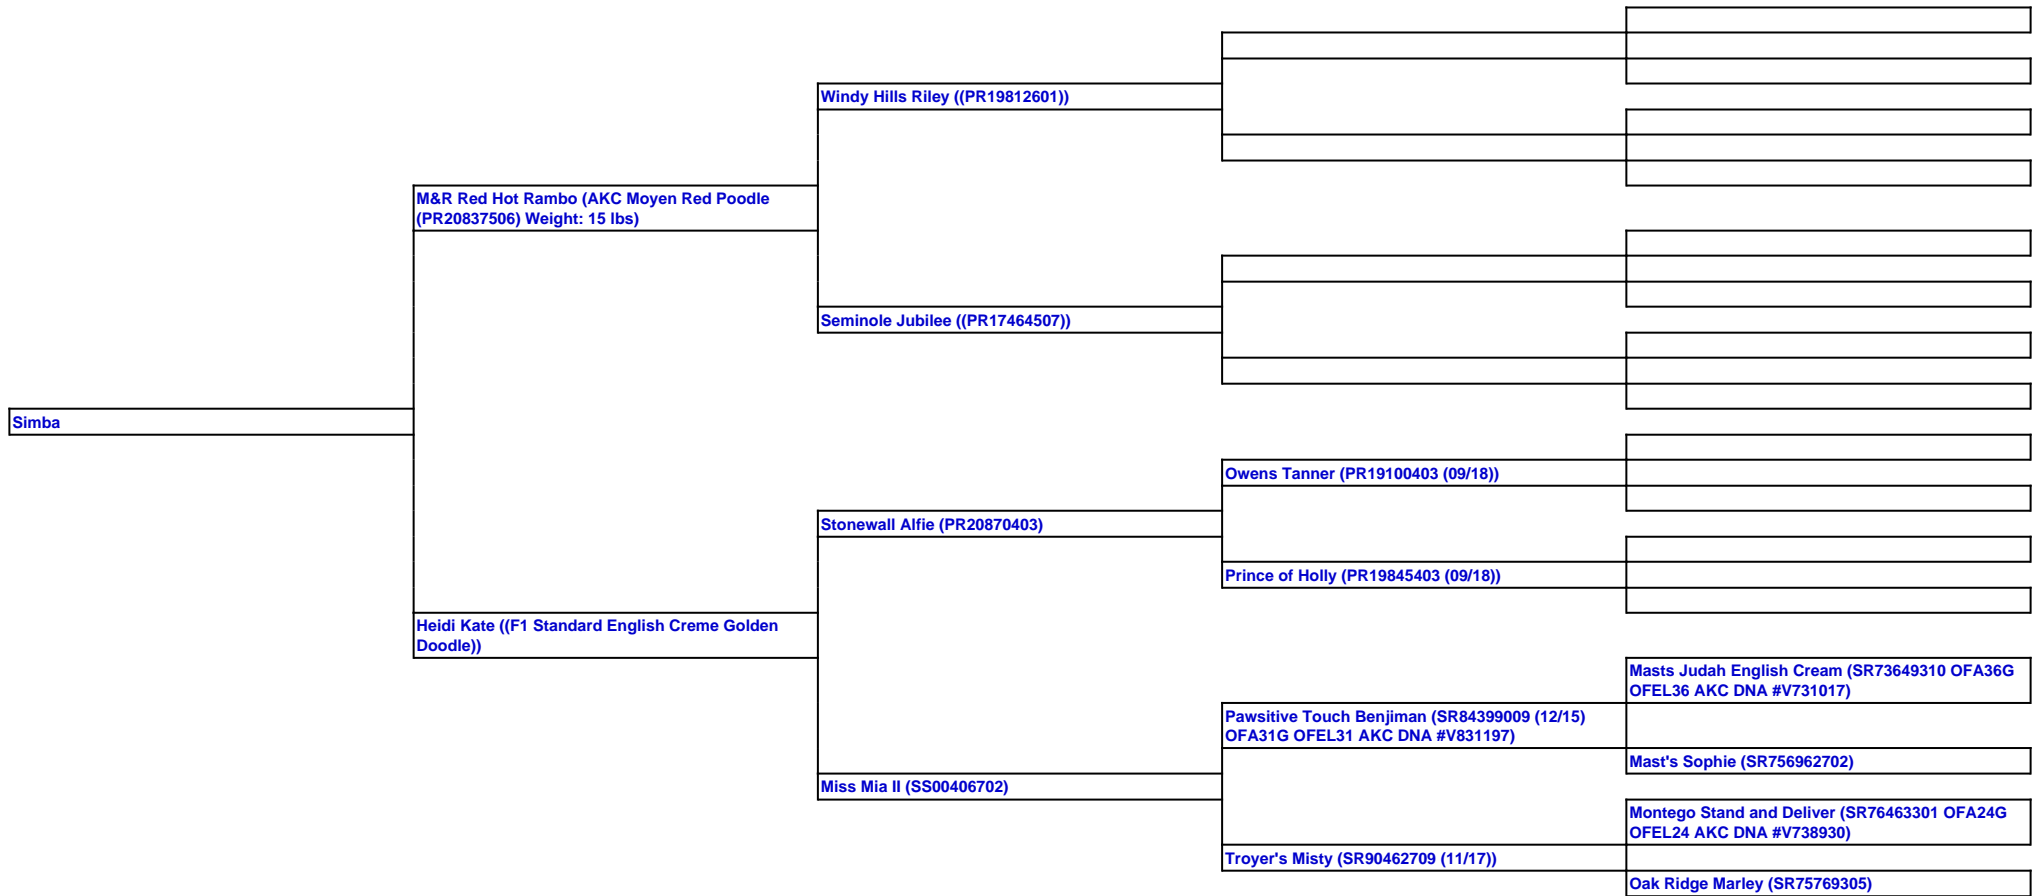 Windy Hills Riley ((PR19812601))
M&R Red Hot Rambo (AKC Moyen Red Poodle
(PR20837506) Weight: 15 lbs)
Seminole Jubilee ((PR17464507))
Simba
Owens Tanner (PR19100403 (09/18))
Stonewall Alfie (PR20870403)
Prince of Holly (PR19845403 (09/18))
Heidi Kate ((F1 Standard English Creme Golden
Doodle))
Masts Judah English Cream (SR73649310 OFA36G
OFEL36 AKC DNA #V731017)
Pawsitive Touch Benjiman (SR84399009 (12/15)
OFA31G OFEL31 AKC DNA #V831197)
Mast's Sophie (SR756962702)
Miss Mia II (SS00406702)
Montego Stand and Deliver (SR76463301 OFA24G
OFEL24 AKC DNA #V738930)
Troyer's Misty (SR90462709 (11/17))
Oak Ridge Marley (SR75769305)